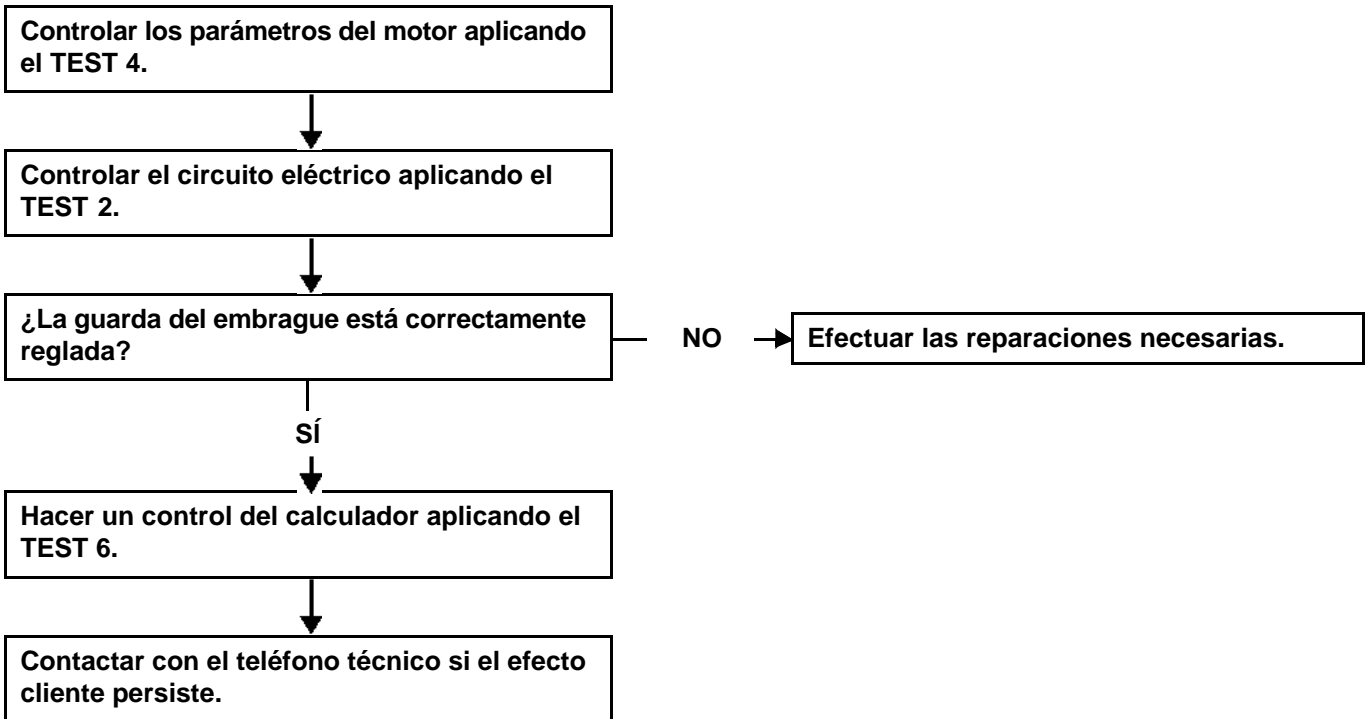 Controlar los parámetros del motor aplicando
el TEST 4.
Controlar el circuito eléctrico aplicando el
TEST 2.
¿La guarda del embrague está correctamente
reglada?
NO
Efectuar las reparaciones necesarias.
SÍ
Hacer un control del calculador aplicando el
TEST 6.
Contactar con el teléfono técnico si el efecto
cliente persiste.